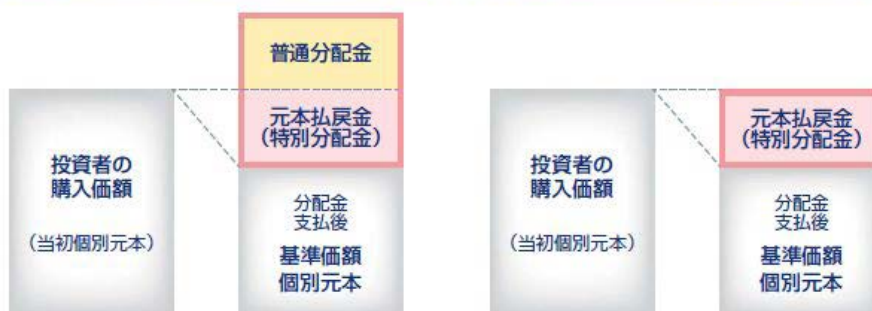 普通分配金
元本払戻金
（特別分配金）
投資者の
購入価額
（当初個別元本）
分配金
支払後
基準価額
個別元本
元本払戻金
（特別分配金）
投資者の
購入価額
（当初個別元本）
分配金
支払後
基準価額
個別元本